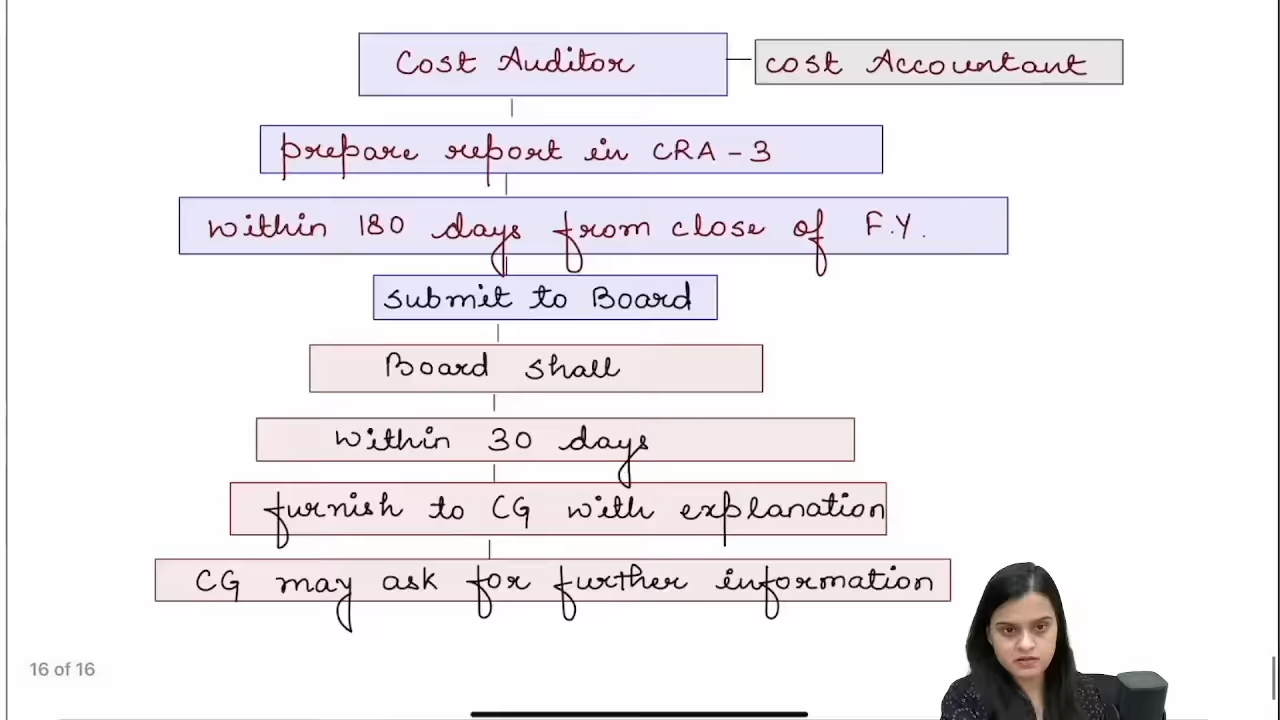 Cost Auditor
cost Accountant
prepare report in CRA-3
within 180 days from close of F.Y.
submit to Board
Board shall
within 30 days
furnish to CG with explanation
CG may ask for further information
16 of 16